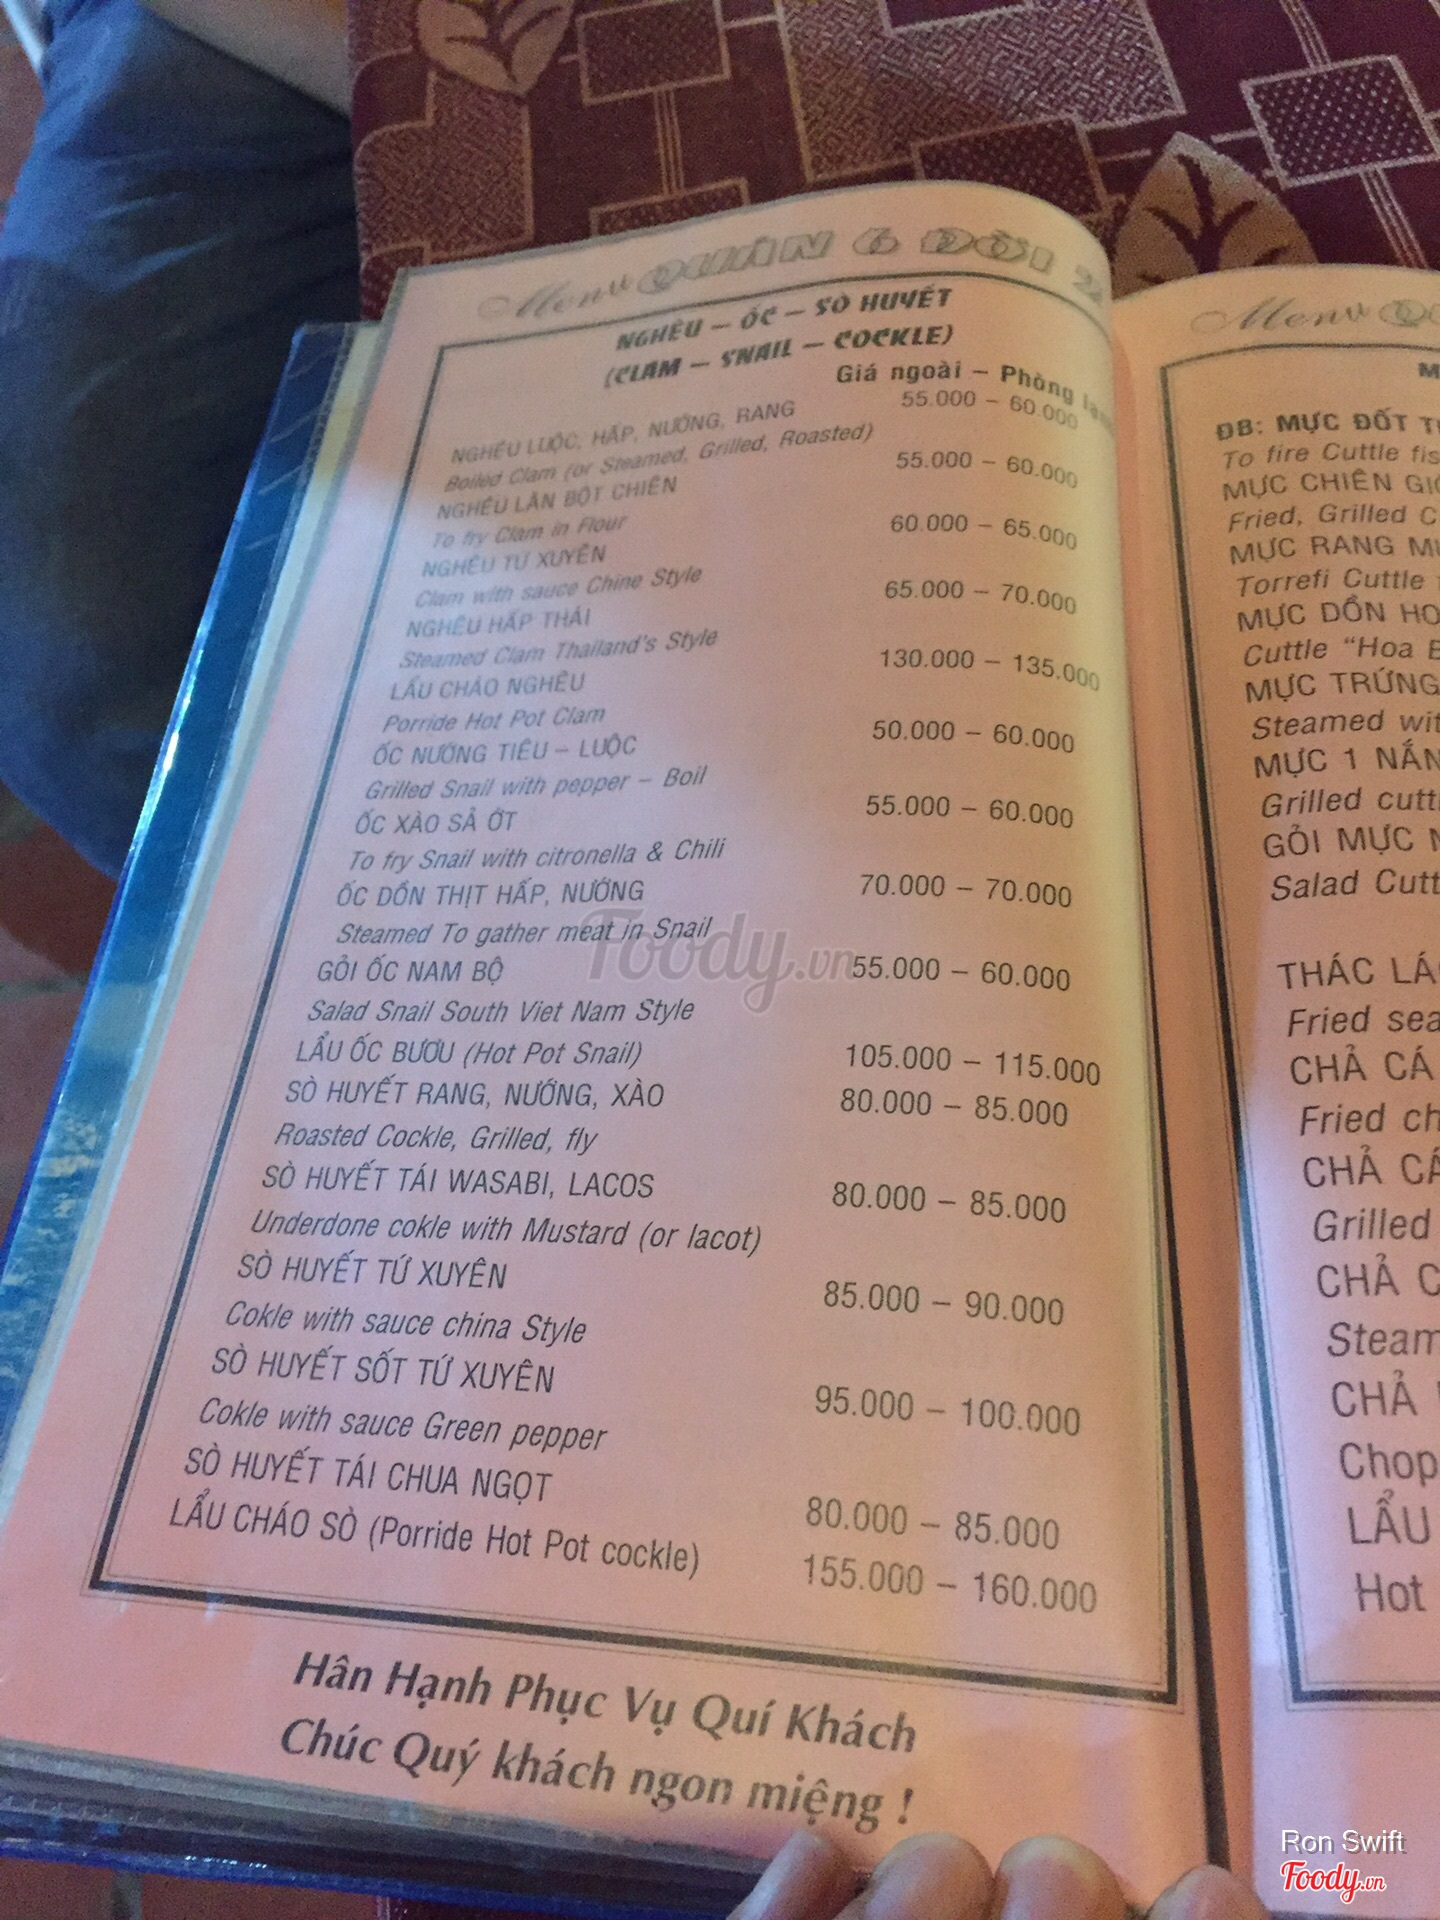 Menu QUÁN 6 ĐỜI 2
NGHÊU – ỐC – SÒ HUYẾT
(CLAM – SNAIL – COCKLE)
Giá ngoài – Phòng
NGHÊU LUỘC, HẤP, NƯỚNG, RANG 55.000 – 60.000
Boiled Clam (or Steamed, Grilled, Roasted)
NGHÊU LĂN BỘT CHIÊN 55.000 – 60.000
To fry Clam in Flour
NGHÊU TỨ XUYÊN 60.000 – 65.000
Clam with sauce Chine Style
NGHÊU HẤP THÁI 65.000 – 70.000
Steamed Clam Thailand's Style
LẨU CHÁO NGHÊU 130.000 – 135.000
Porride Hot Pot Clam
ỐC NƯỚNG TIÊU – LUỘC 50.000 – 60.000
Grilled Snail with pepper – Boil
ỐC XÀO SẢ ỚT 55.000 – 60.000
To fry Snail with citronella & Chili
ỐC DỒN THỊT HẤP, NƯỚNG 70.000 – 70.000
Steamed To gather meat in Snail
GỎI ỐC NAM BỘ 55.000 – 60.000
Salad Snail South Viet Nam Style
LẨU ỐC BƯƠU (Hot Pot Snail) 105.000 – 115.000
SÒ HUYẾT RANG, NƯỚNG, XÀO 80.000 – 85.000
Roasted Cockle, Grilled, fly
SÒ HUYẾT TÁI WASABI, LACOS 80.000 – 85.000
Underdone cokle with Mustard (or lacot)
SÒ HUYẾT TỨ XUYÊN 85.000 – 90.000
Cokle with sauce china Style
SÒ HUYẾT SỐT TỨ XUYÊN 95.000 – 100.000
Cokle with sauce Green pepper
SÒ HUYẾT TÁI CHUA NGỌT 80.000 – 85.000
LẨU CHÁO SÒ (Porride Hot Pot cockle) 155.000 – 160.000
Hân Hạnh Phục Vụ Quí Khách
Chúc Quý khách ngon miệng !
Menu
ĐB: MỰC ĐỐT
To fire Cuttle
MỰC CHIÊN
Fried, Grilled
MỰC RANG
Torrefi Cuttle
MỰC DỒN
Cuttle "Hoa
MỰC TRỨNG
Steamed
MỰC 1
Grilled
GỎI MỰC
Salad
THÁC
Fried
CHẢ CÁ
Fried
CHẢ
Grilled
CHẢ
CHẢ
LẨU
Hot
Foody.vn
Ron Swift
Foody.vn